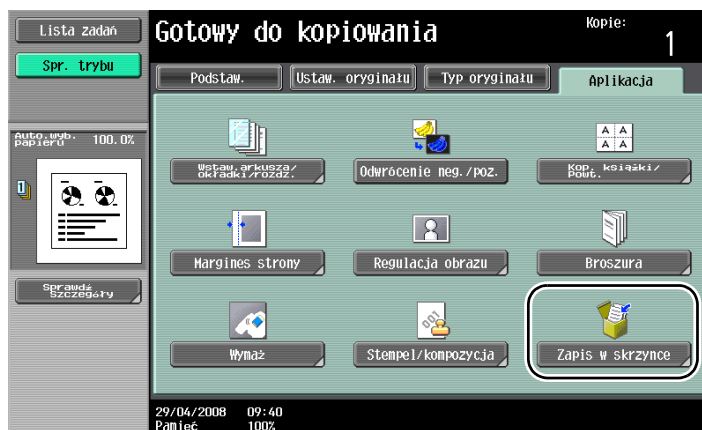 Lista zadań
Gotowy do kopiowania
Kopie:
1
Spr. trybu
Podstaw.
Ustaw. oryginału
Typ oryginału
Aplikacja
Auto.wyb.
papieru
100.0%
Wstaw.arkusza/
okładki/rozdz.
Odwrócenie neg./poz.
Kop. książki/
Powt.
Margines strony
Regulacja obrazu
Broszura
Sprawdź
Szczegóły
Wymaż
Stempel/kompozycja
Zapis w skrzynce
29/04/2008 09:40
Pamięć 100%